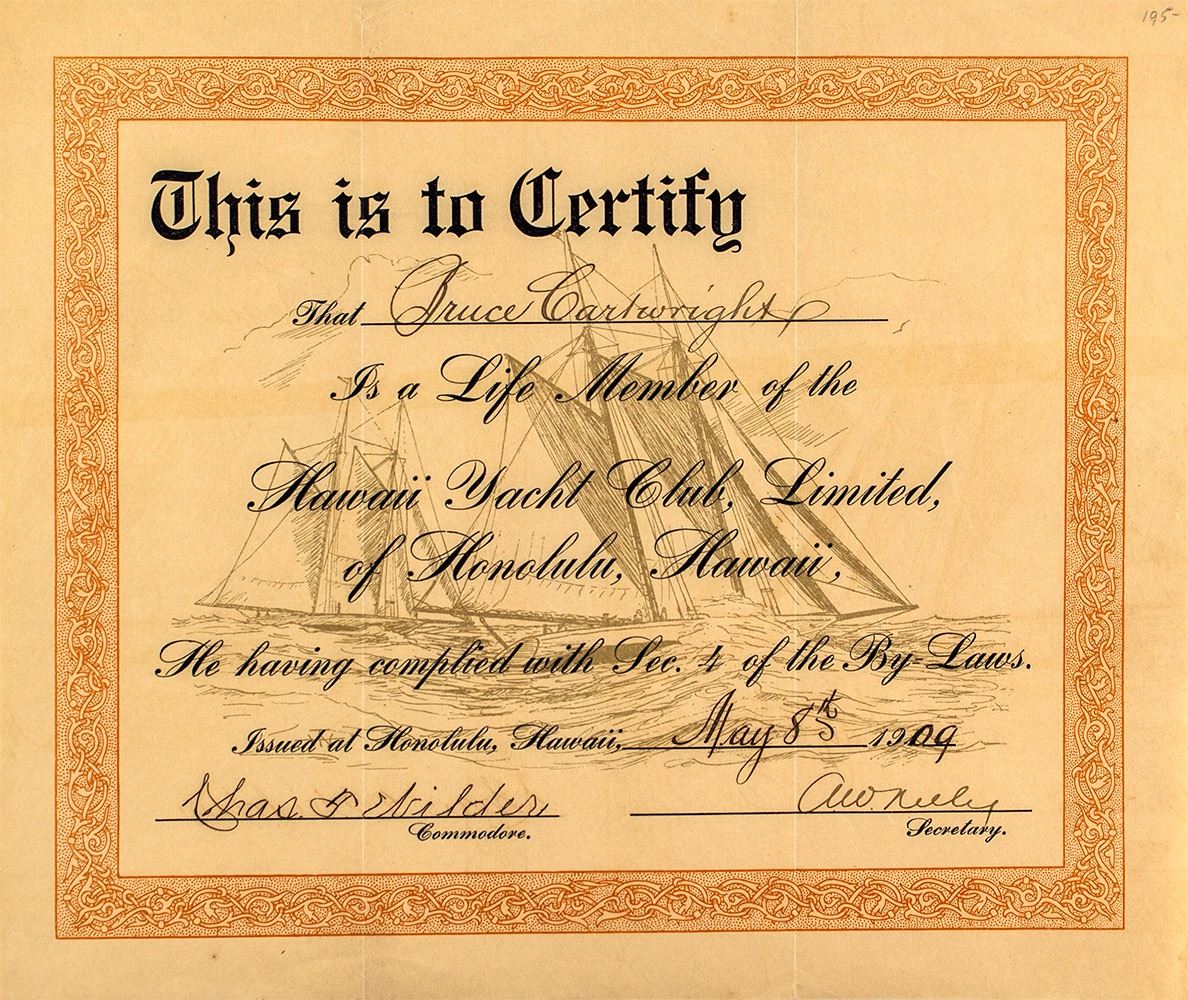 195-
This is to Certify
That Bruce Cartwright
Is a Life Member of the
Hawaii Yacht Club, Limited,
of Honolulu, Hawaii,
He having complied with Sec. 4 of the By-Laws.
Issued at Honolulu, Hawaii, May 8th 1909
Chas. T Wilder
Commodore.
Secretary.